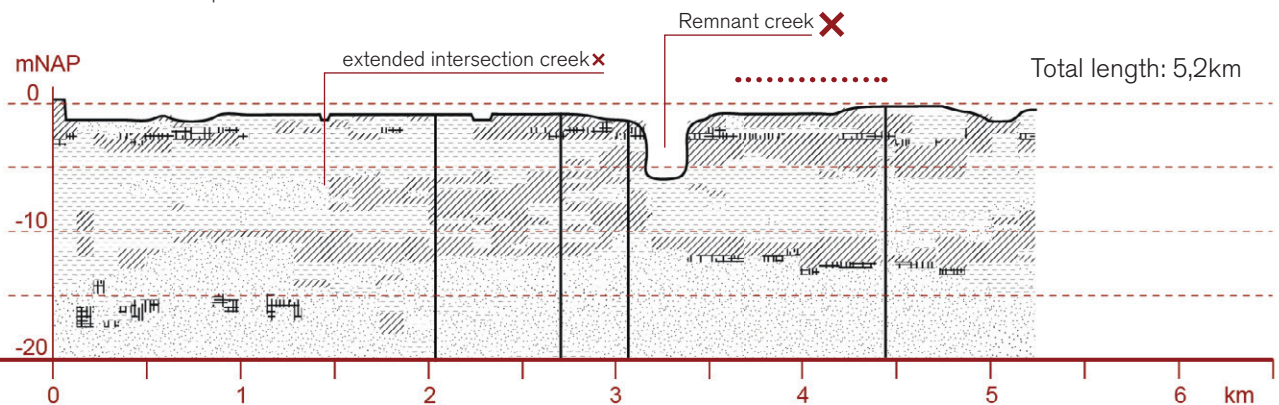 Remnant creek
extended intersection creek
Total length: 5,2km
mNAP
0
-10
-20
0 1 2 3 4 5 6 km